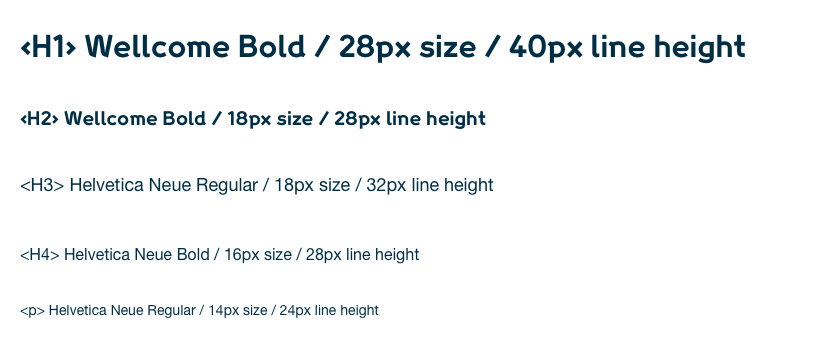 <H1> Wellcome Bold / 28px size / 40px line height
<H2> Wellcome Bold / 18px size / 28px line height
<H3> Helvetica Neue Regular / 18px size / 32px line height
<H4> Helvetica Neue Bold / 16px size / 28px line height
<p> Helvetica Neue Regular / 14px size / 24px line height